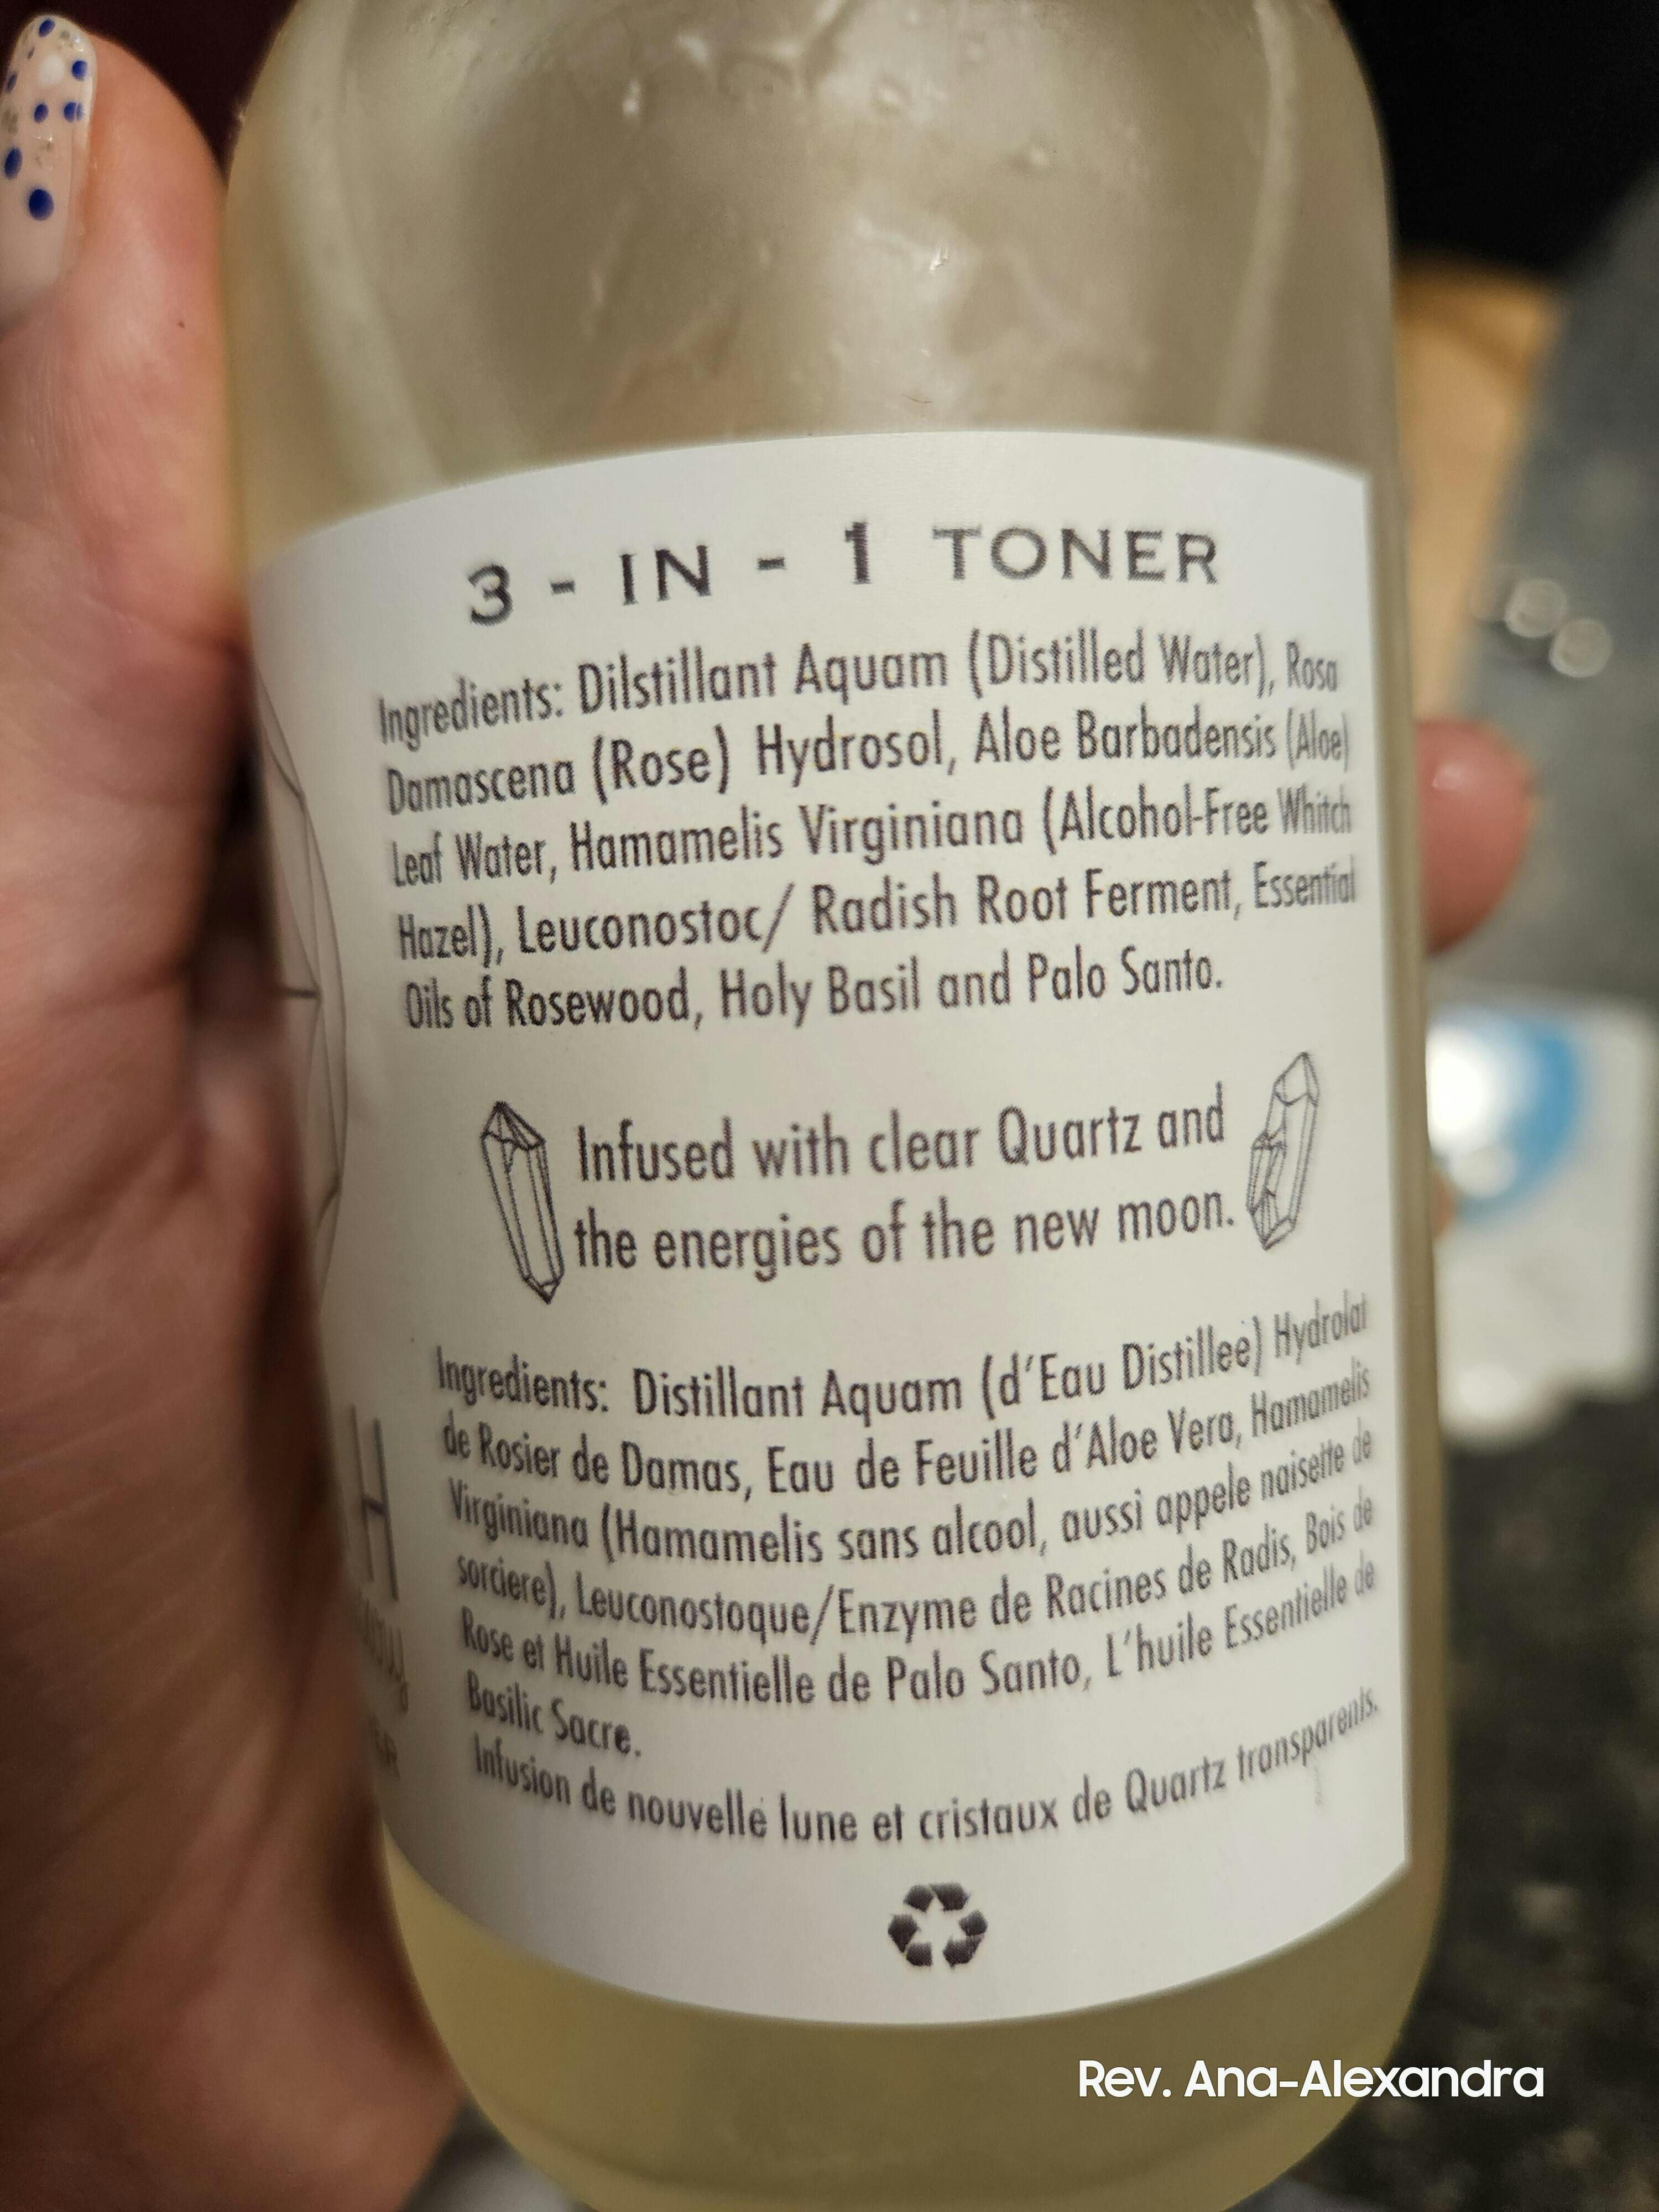 3 - IN - 1 TONER
Ingredients: Dilstillant Aquam (Distilled Water), Rosa
Damascena (Rose) Hydrosol, Aloe Barbadensis (Aloe)
Leaf Water, Hamamelis Virginiana (Alcohol-Free Whitch
Hazel), Leuconostoc/ Radish Root Ferment, Essential
Oils of Rosewood, Holy Basil and Palo Santo.
Infused with clear Quartz and
the energies of the new moon.
Ingredients: Distillant Aquam (d'Eau Distillee) Hydrolat
de Rosier de Damas, Eau de Feuille d'Aloe Vera, Hamamelis
Virginiana (Hamamelis sans alcool, aussi appele naisette de
sorciere), Leuconostoque/Enzyme de Racines de Radis, Bois de
Rose et Huile Essentielle de Palo Santo, L'huile Essentielle de
Basilic Sacre.
Infusion de nouvelle lune et cristaux de Quartz transparents.
H
Rev. Ana-Alexandra